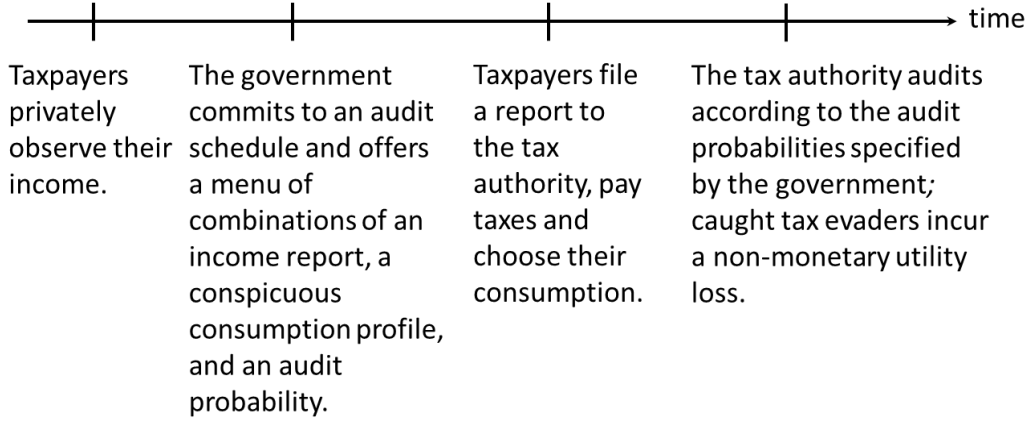 time
Taxpayers
privately
observe their
income.
The government
commits to an audit
schedule and offers
a menu of
combinations of an
income report, a
conspicuous
consumption profile,
and an audit
probability.
Taxpayers file
a report to
the tax
authority, pay
taxes and
choose their
consumption.
The tax authority audits
according to the audit
probabilities specified
by the government;
caught tax evaders incur
a non-monetary utility
loss.